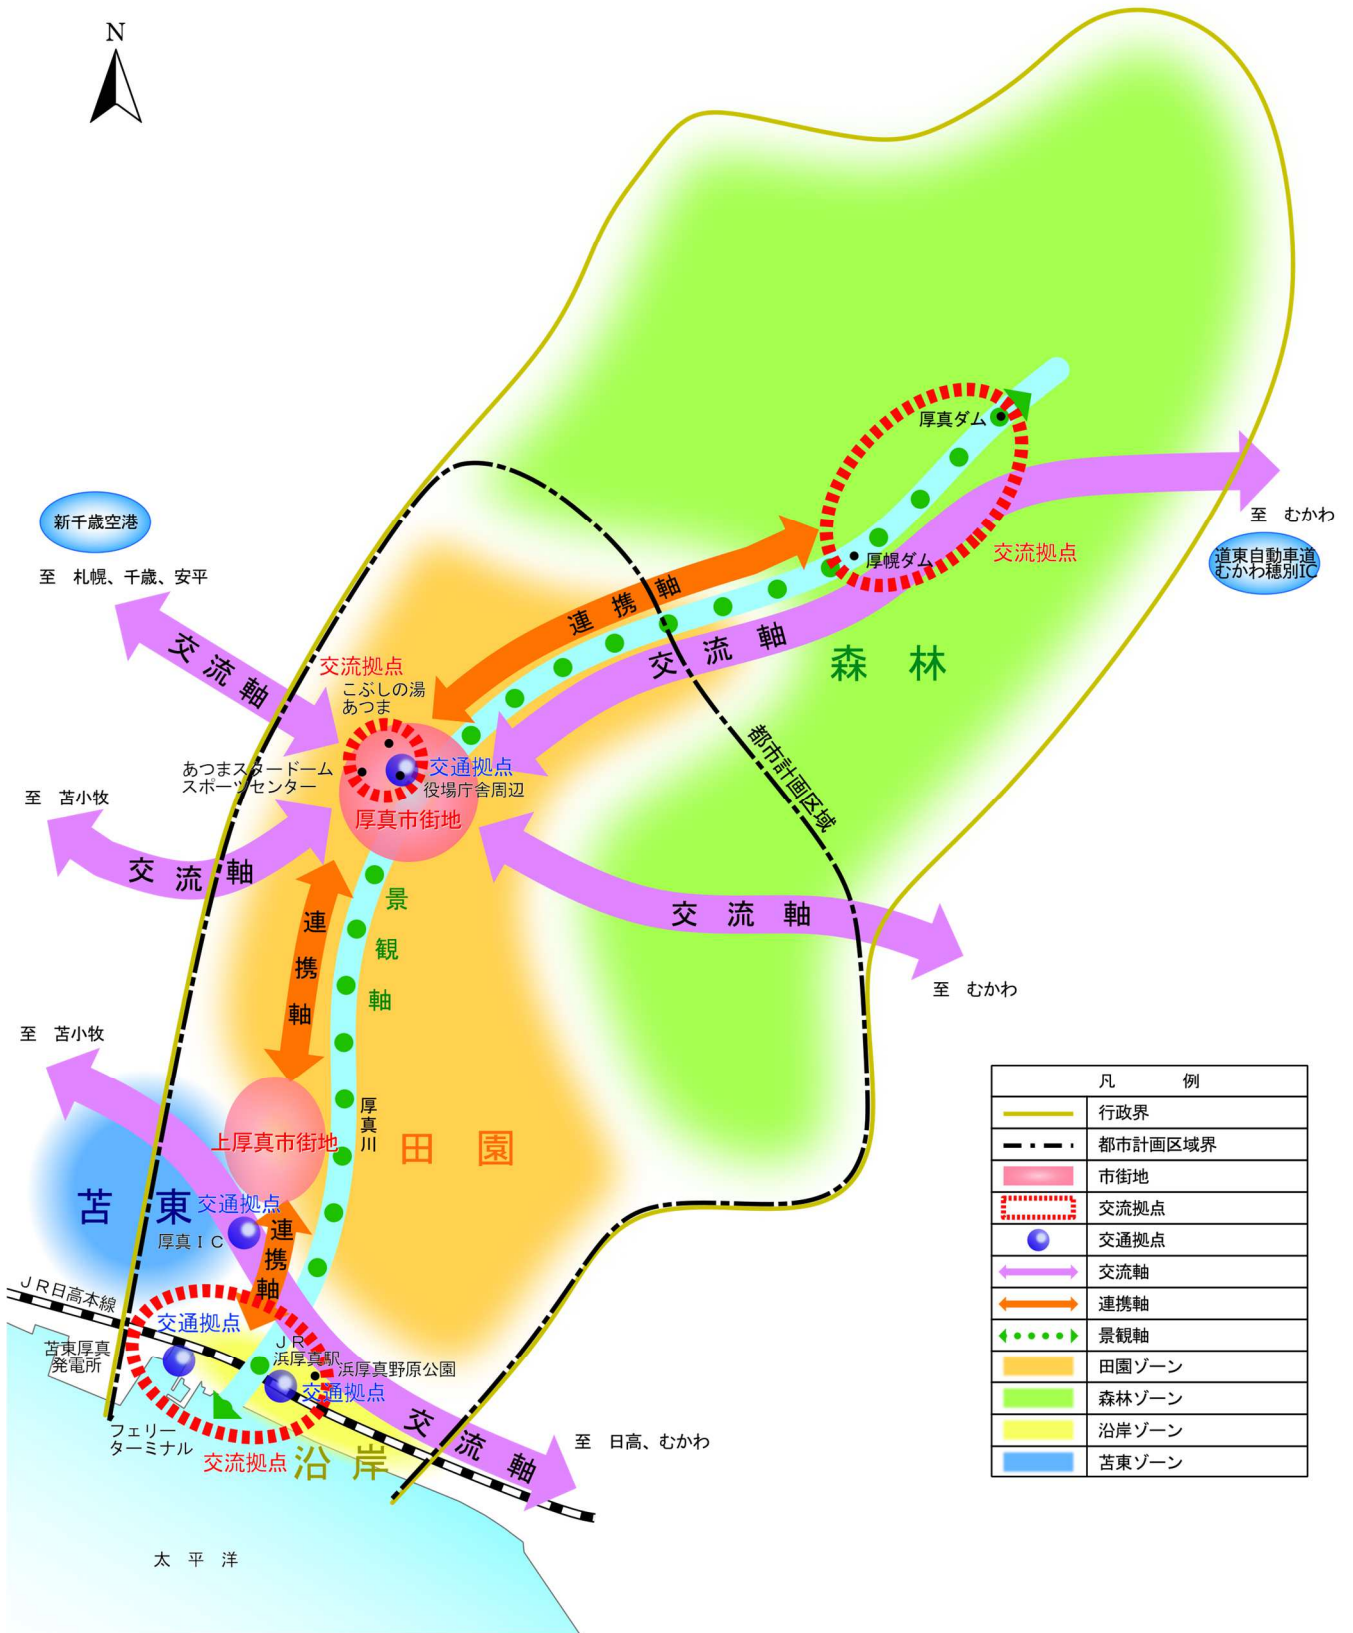 N
新千歳空港
至　札幌、千歳、安平
交流軸
交流拠点
こぶしの湯
あつま
あつまスタードーム
スポーツセンター
交通拠点
役場庁舎周辺
厚真市街地
至　苫小牧
交流軸
連携軸
交流軸
厚真ダム
厚幌ダム
交流拠点
至　むかわ
道東自動車道
むかわ穂別IC
森林
都市計画区域
交流軸
至　むかわ
景観軸
連携軸
至　苫小牧
上厚真市街地
厚真川
田園
苫東
交通拠点
厚真ＩＣ
連携軸
ＪＲ日高本線
苫東厚真
発電所
交通拠点
ＪＲ
浜厚真駅
浜厚真野原公園
交通拠点
フェリー
ターミナル
交流拠点
沿岸
交流軸
至　日高、むかわ
太平洋
凡例
行政界
都市計画区域界
市街地
交流拠点
交通拠点
交流軸
連携軸
景観軸
田園ゾーン
森林ゾーン
沿岸ゾーン
苫東ゾーン